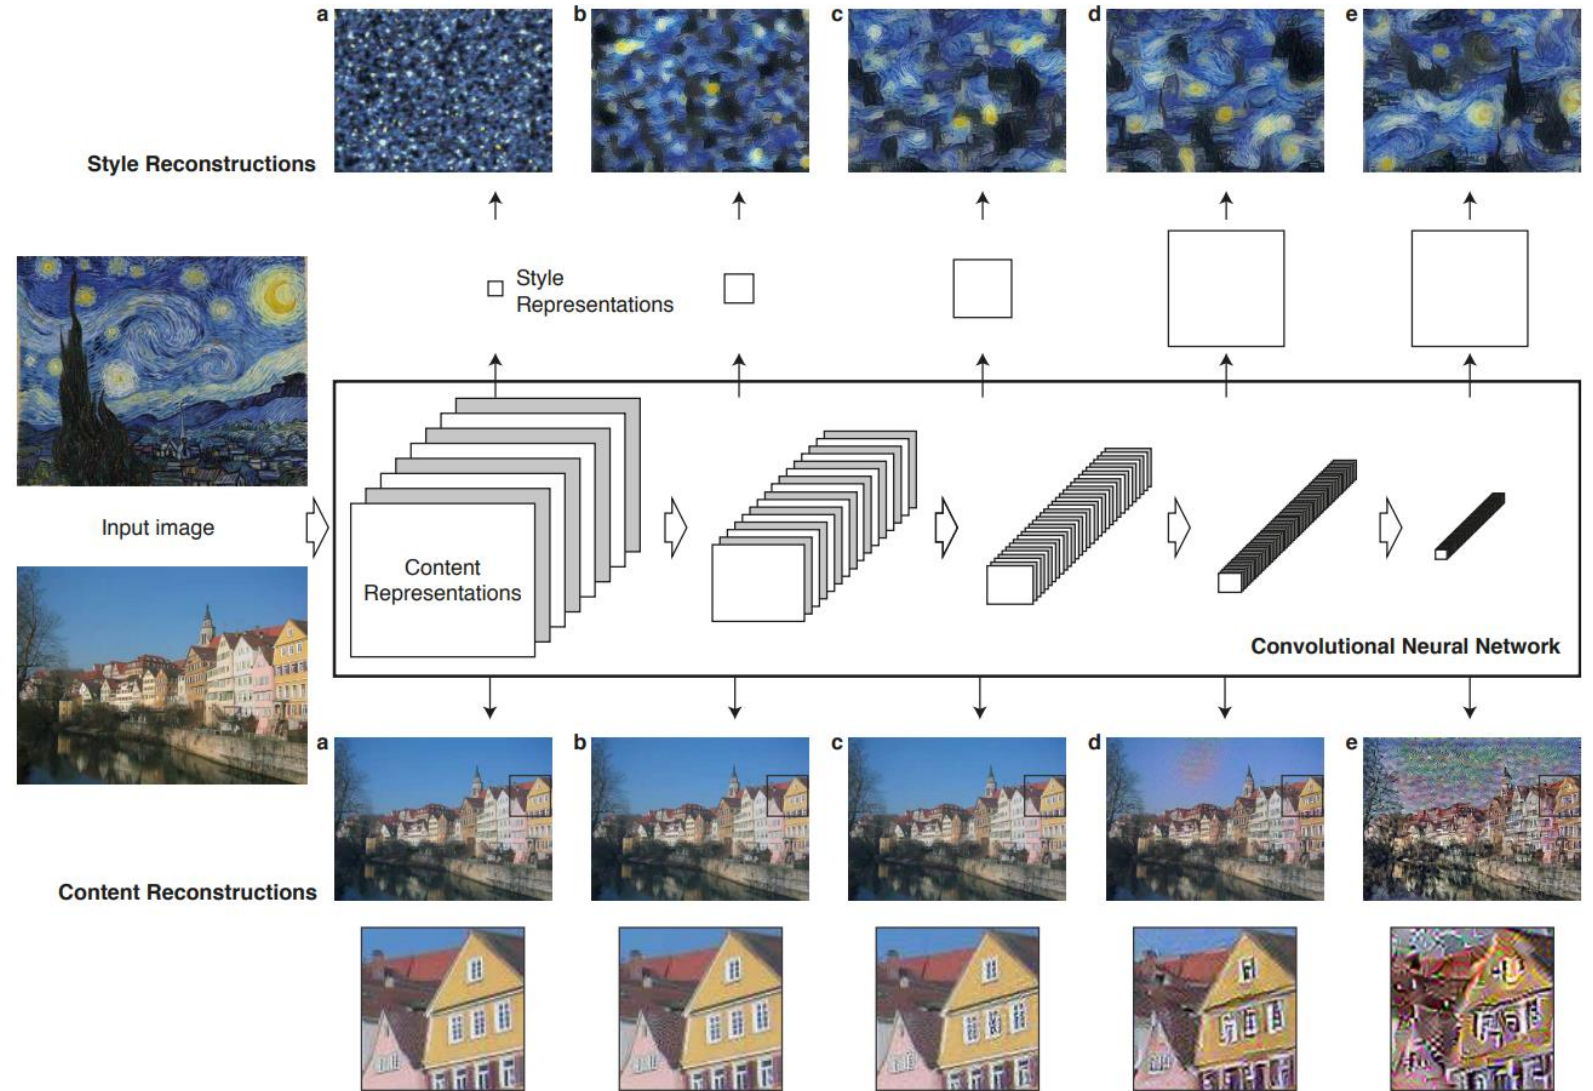 a
b
c
d
e
Style Reconstructions
Style
Representations
Input image
Content
Representations
Convolutional Neural Network
a
b
c
d
e
Content Reconstructions